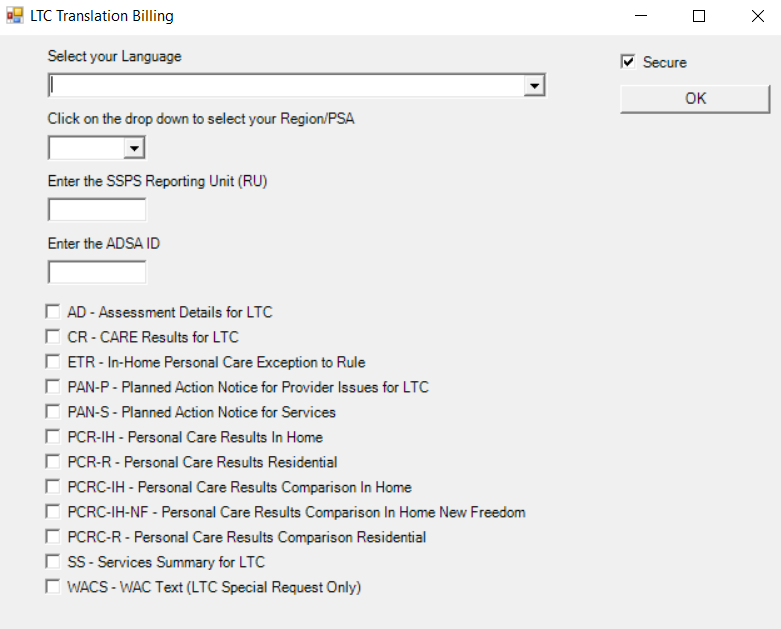 LTC Translation Billing
Select your Language
Secure
OK
Click on the drop down to select your Region/PSA
Enter the SSPS Reporting Unit (RU)
Enter the ADSA ID
AD - Assessment Details for LTC
CR - CARE Results for LTC
ETR - In-Home Personal Care Exception to Rule
PAN-P - Planned Action Notice for Provider Issues for LTC
PAN-S - Planned Action Notice for Services
PCR-IH - Personal Care Results In Home
PCR-R - Personal Care Results Residential
PCRC-IH - Personal Care Results Comparison In Home
PCRC-IH-NF - Personal Care Results Comparison In Home New Freedom
PCRC-R - Personal Care Results Comparison Residential
SS - Services Summary for LTC
WACS - WAC Text (LTC Special Request Only)